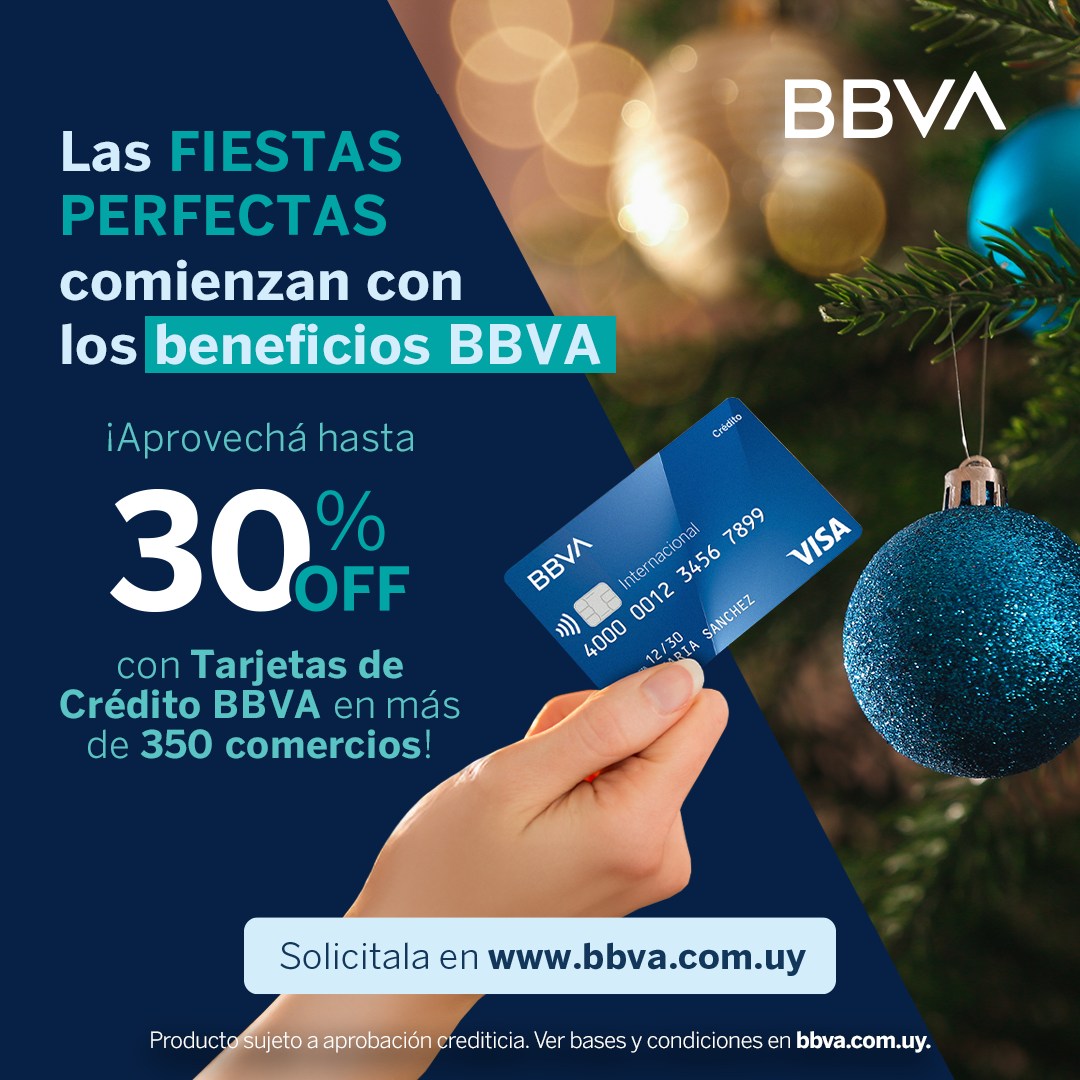 BBVA
Las FIESTAS
PERFECTAS
comienzan con
los beneficios BBVA
¡Aprovechá hasta
30% OFF
con Tarjetas de
Crédito BBVA en más
de 350 comercios!
Crédito
BBVA
Internacional
VISA
4000 0012 3456 7899
12/30
RIA SANCHEZ
Solicitala en www.bbva.com.uy
Producto sujeto a aprobación crediticia. Ver bases y condiciones en bbva.com.uy.